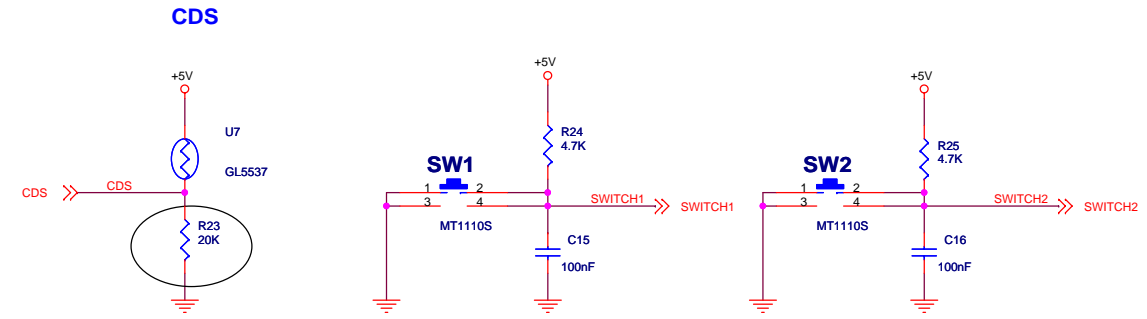 CDS
+5V
U7
GL5537
CDS
CDS
R23
20K
+5V
R24
4.7K
SW1
1 2
3 4
MT1110S
SWITCH1
SWITCH1
C15
100nF
+5V
R25
4.7K
SW2
1 2
3 4
MT1110S
SWITCH2
SWITCH2
C16
100nF